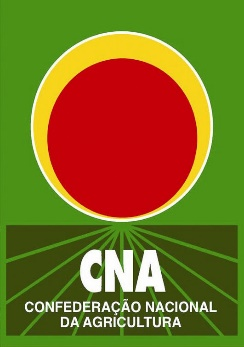 CNA
CONFEDERAÇÃO NACIONAL
DA AGRICULTURA